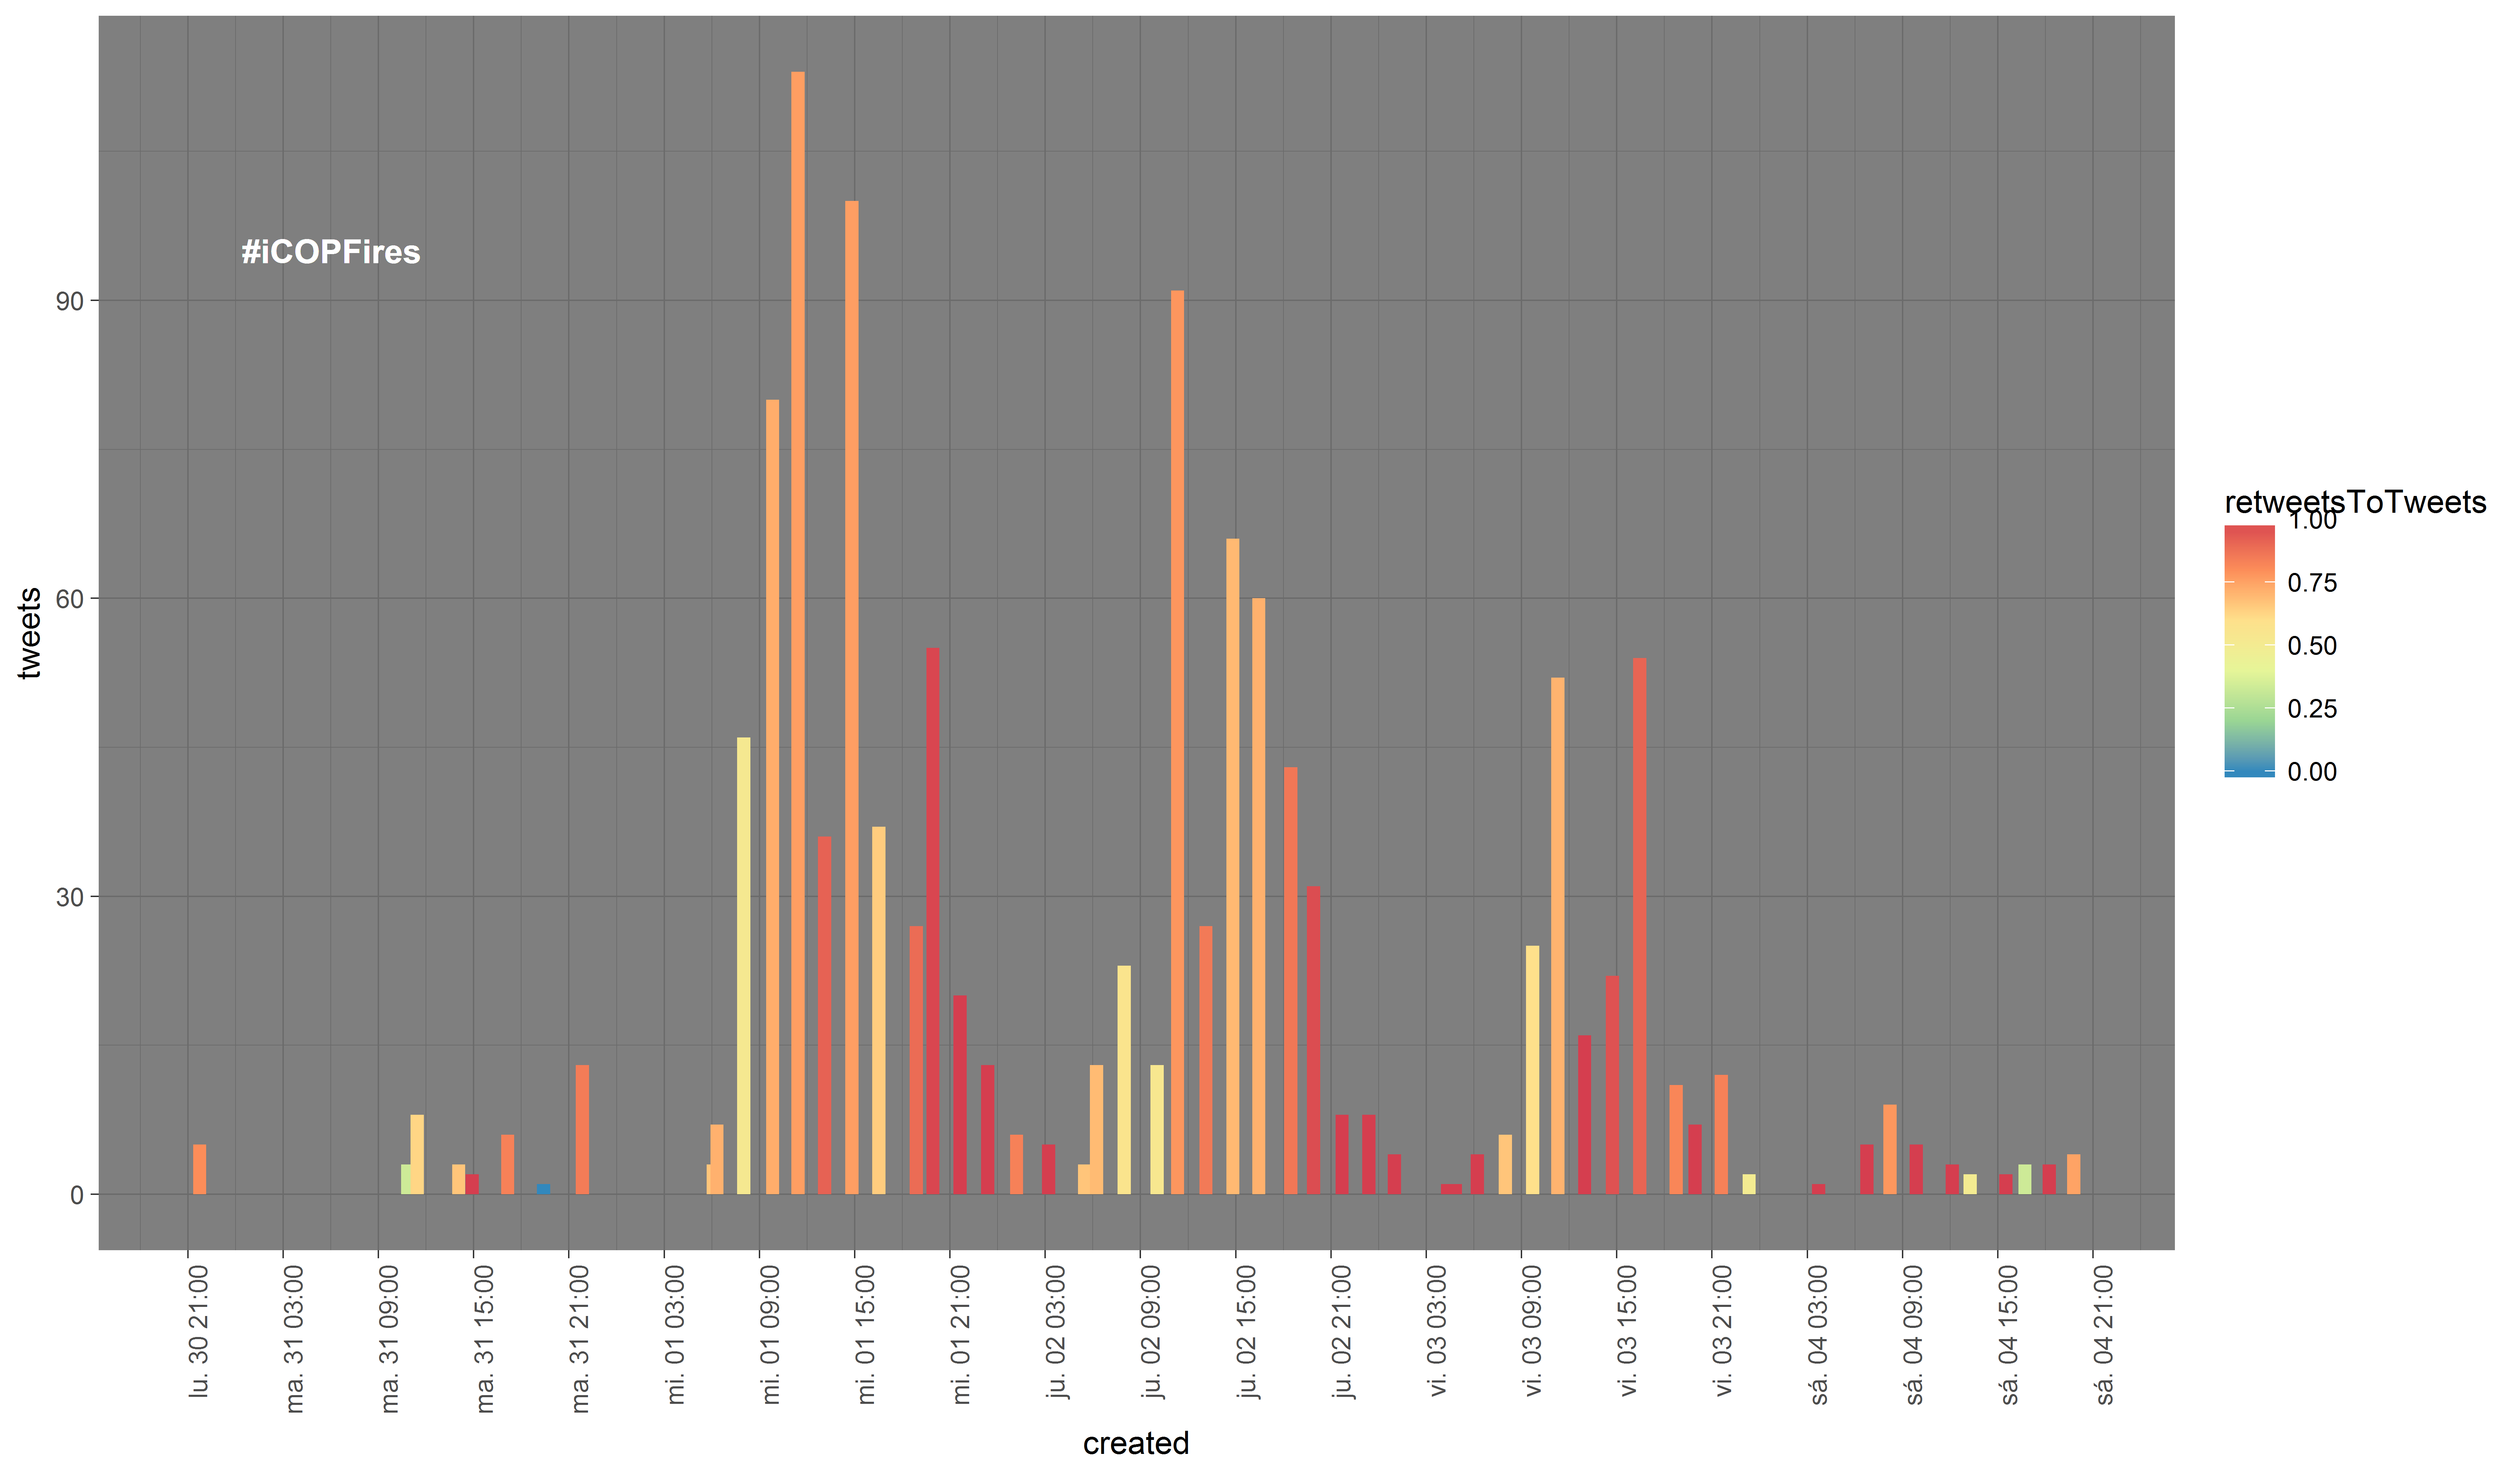 #iCOPFires
90
60
30
0
tweets
lu. 30 21:00
ma. 31 03:00
ma. 31 09:00
ma. 31 15:00
ma. 31 21:00
mi. 01 03:00
mi. 01 09:00
mi. 01 15:00
mi. 01 21:00
ju. 02 03:00
ju. 02 09:00
ju. 02 15:00
ju. 02 21:00
vi. 03 03:00
vi. 03 09:00
vi. 03 15:00
vi. 03 21:00
sá. 04 03:00
sá. 04 09:00
sá. 04 15:00
sá. 04 21:00
created
retweetsToTweets
1.00
0.75
0.50
0.25
0.00